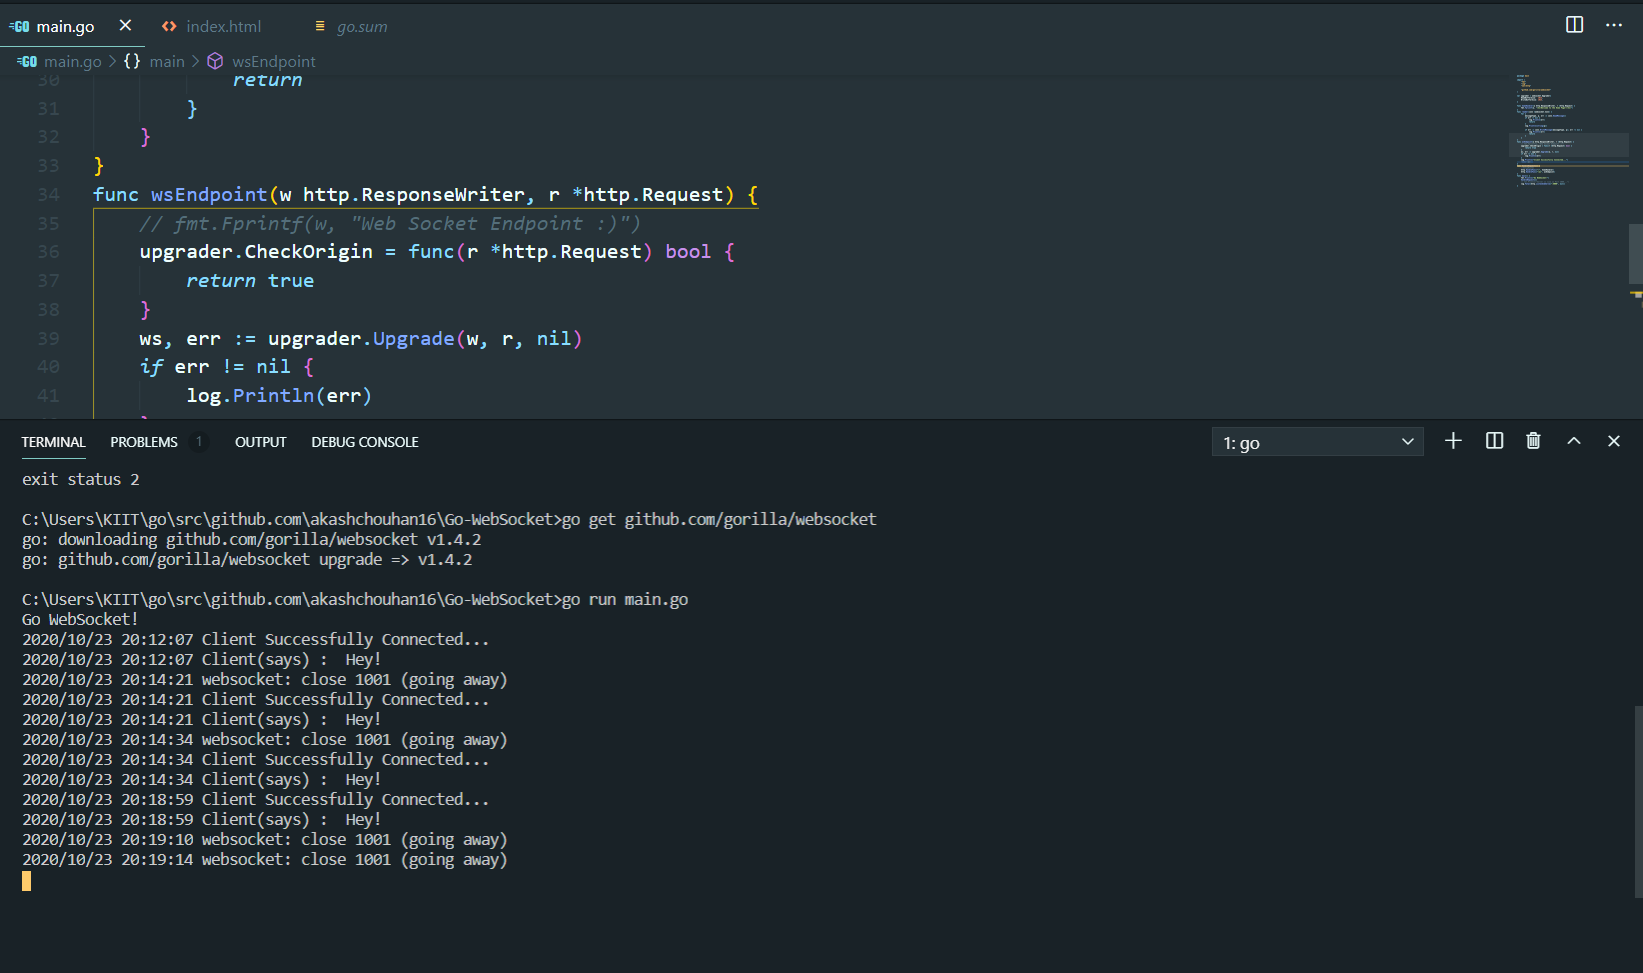 GO main.go
index.html
go.sum
GO main.go > {} main > wsEndpoint
30 return
31 }
32 }
33 }
34 func wsEndpoint(w http.ResponseWriter, r *http.Request) {
35 // fmt.Fprintf(w, "Web Socket Endpoint :)")
36 upgrader.CheckOrigin = func(r *http.Request) bool {
37 return true
38 }
39 ws, err := upgrader.Upgrade(w, r, nil)
40 if err != nil {
41 log.Println(err)
TERMINAL PROBLEMS 1 OUTPUT DEBUG CONSOLE 1: go
exit status 2
C:\Users\KIIT\go\src\github.com\akashchouhan16\Go-WebSocket>go get github.com/gorilla/websocket
go: downloading github.com/gorilla/websocket v1.4.2
go: github.com/gorilla/websocket upgrade => v1.4.2
C:\Users\KIIT\go\src\github.com\akashchouhan16\Go-WebSocket>go run main.go
Go WebSocket!
2020/10/23 20:12:07 Client Successfully Connected...
2020/10/23 20:12:07 Client(says) :  Hey!
2020/10/23 20:14:21 websocket: close 1001 (going away)
2020/10/23 20:14:21 Client Successfully Connected...
2020/10/23 20:14:21 Client(says) :  Hey!
2020/10/23 20:14:34 websocket: close 1001 (going away)
2020/10/23 20:14:34 Client Successfully Connected...
2020/10/23 20:14:34 Client(says) :  Hey!
2020/10/23 20:18:59 Client Successfully Connected...
2020/10/23 20:18:59 Client(says) :  Hey!
2020/10/23 20:19:10 websocket: close 1001 (going away)
2020/10/23 20:19:14 websocket: close 1001 (going away)